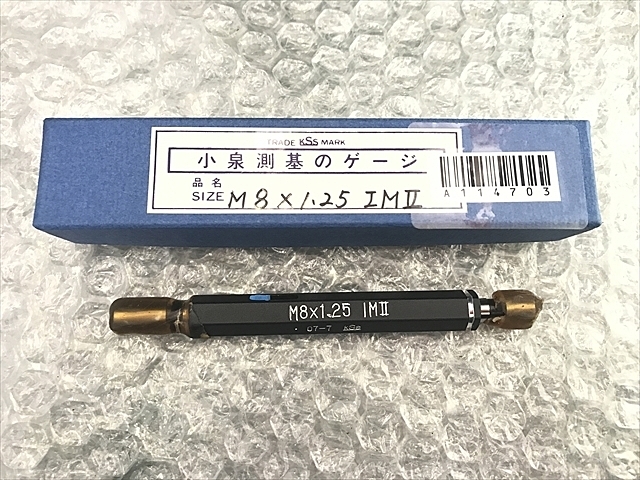 TRADE KSS MARK
小泉測基のゲージ
品名
SIZE M8×1.25 IMⅡ
A114703
M8x1.25 IMⅡ
07-7 KSS